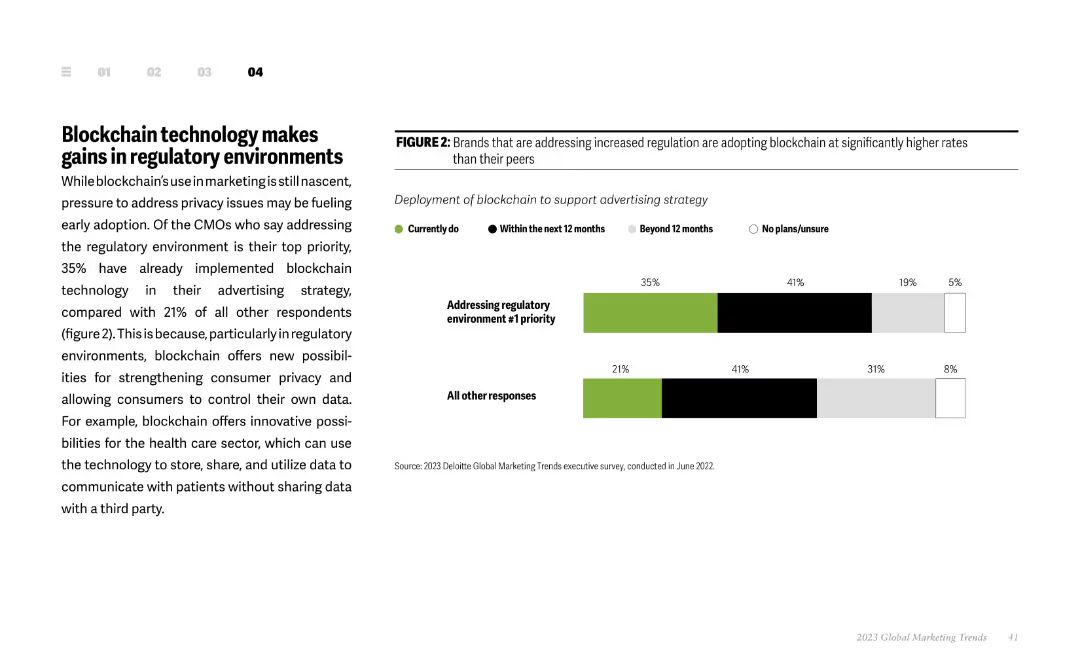 01 02 03 04
Blockchain technology makes
gains in regulatory environments
While blockchain's use in marketing is still nascent,
pressure to address privacy issues may be fueling
early adoption. Of the CMOs who say addressing
the regulatory environment is their top priority,
35% have already implemented blockchain
technology in their advertising strategy,
compared with 21% of all other respondents
(figure 2). This is because, particularly in regulatory
environments, blockchain offers new possibil-
ities for strengthening consumer privacy and
allowing consumers to control their own data.
For example, blockchain offers innovative possi-
bilities for the health care sector, which can use
the technology to store, share, and utilize data to
communicate with patients without sharing data
with a third party.
FIGURE 2: Brands that are addressing increased regulation are adopting blockchain at significantly higher rates
than their peers
Deployment of blockchain to support advertising strategy
Currently do Within the next 12 months Beyond 12 months No plans/unsure
35% 41% 19% 5%
Addressing regulatory
environment #1 priority
21% 41% 31% 8%
All other responses
Source: 2023 Deloitte Global Marketing Trends executive survey, conducted in June 2022.
2023 Global Marketing Trends 41